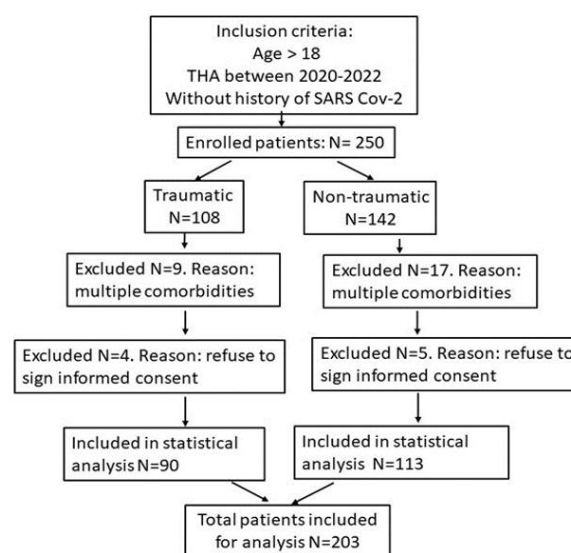 Inclusion criteria:
Age > 18
THA between 2020-2022
Without history of SARS Cov-2
Enrolled patients: N= 250
Traumatic
N=108
Non-traumatic
N=142
Excluded N=9. Reason:
multiple comorbidities
Excluded N=17. Reason:
multiple comorbidities
Excluded N=4. Reason: refuse to
sign informed consent
Excluded N=5. Reason: refuse to
sign informed consent
Included in statistical
analysis N=90
Included in statistical
analysis N=113
Total patients included
for analysis N=203